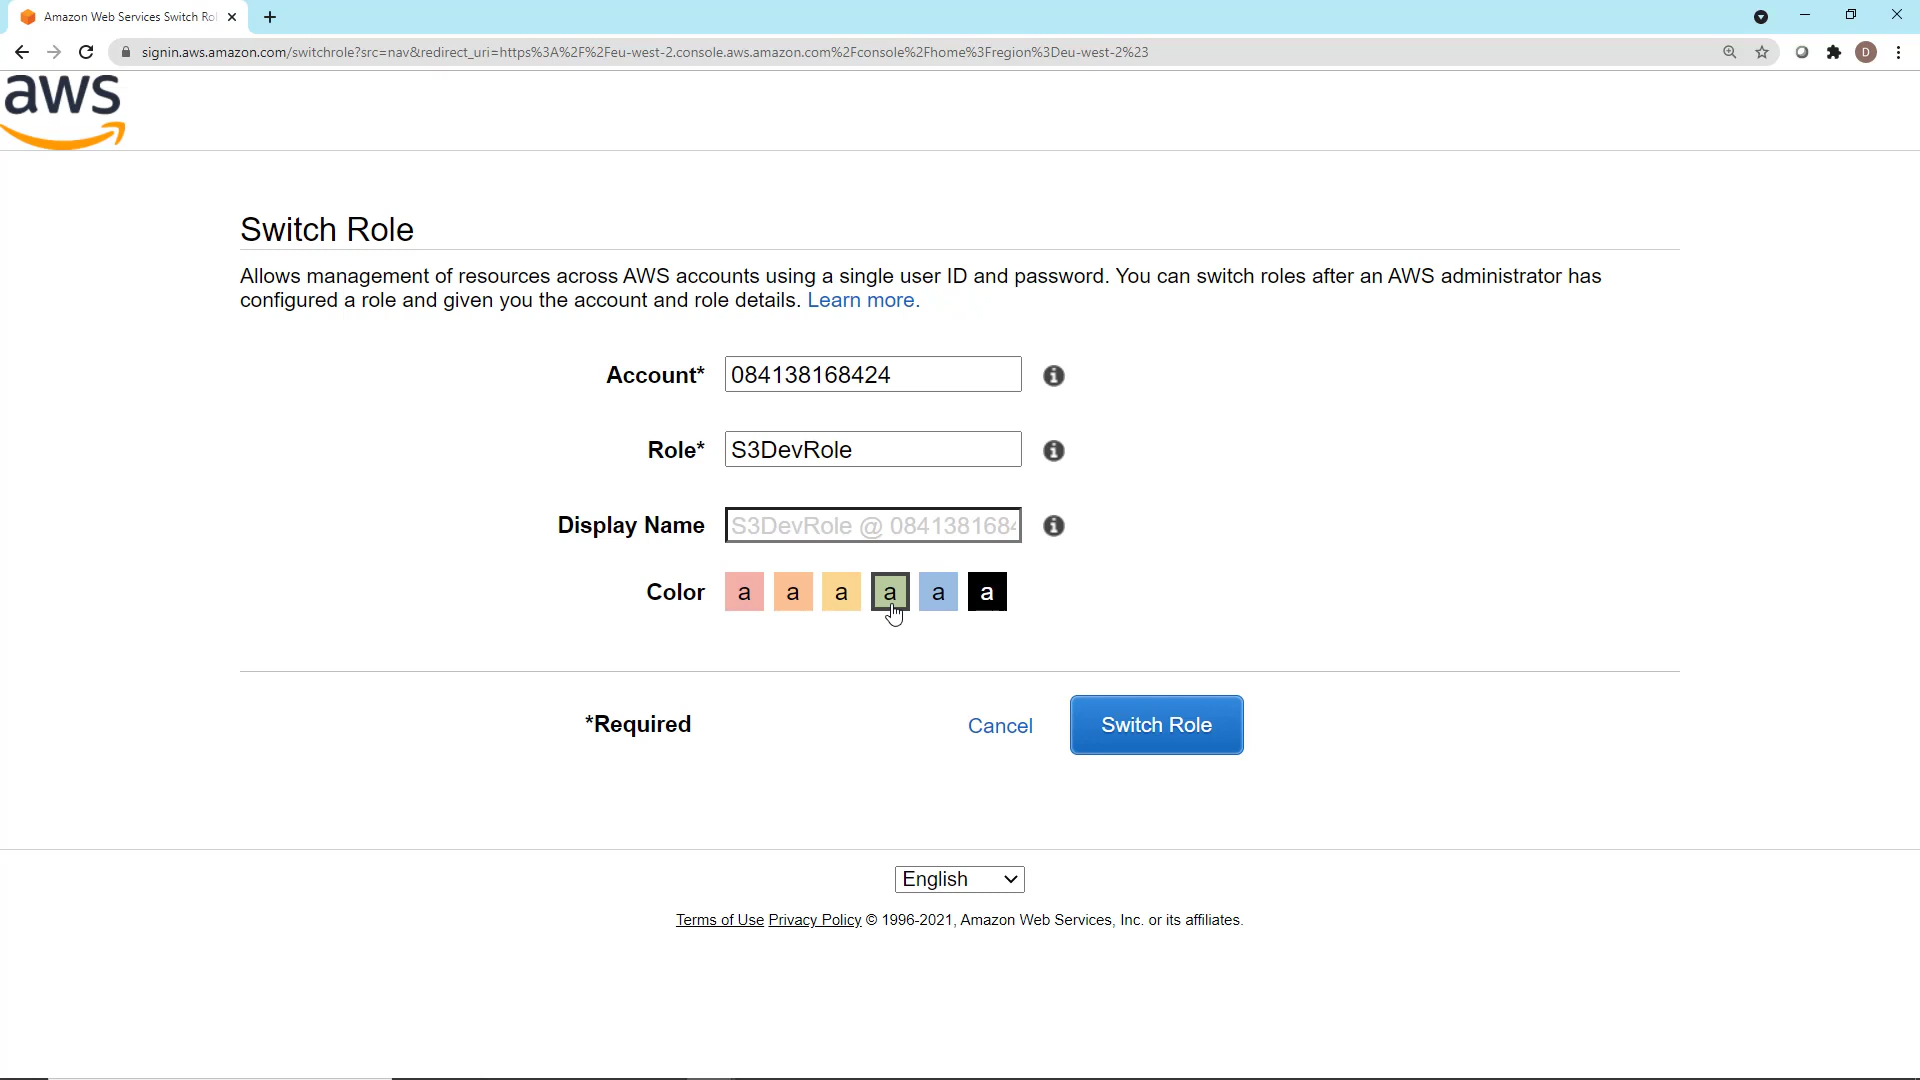 Amazon Web Services Switch Rol
signin.aws.amazon.com/switchrole?src=nav&redirect_uri=https%3A%2F%2Feu-west-2.console.aws.amazon.com%2Fconsole%2Fhome%3Fregion%3Deu-west-2%23
D
aws
Switch Role
Allows management of resources across AWS accounts using a single user ID and password. You can switch roles after an AWS administrator has
configured a role and given you the account and role details. Learn more.
Account* 084138168424
Role* S3DevRole
Display Name S3DevRole @ 0841381684
Color a a a a a a
*Required Cancel Switch Role
English
Terms of Use Privacy Policy © 1996-2021, Amazon Web Services, Inc. or its affiliates.